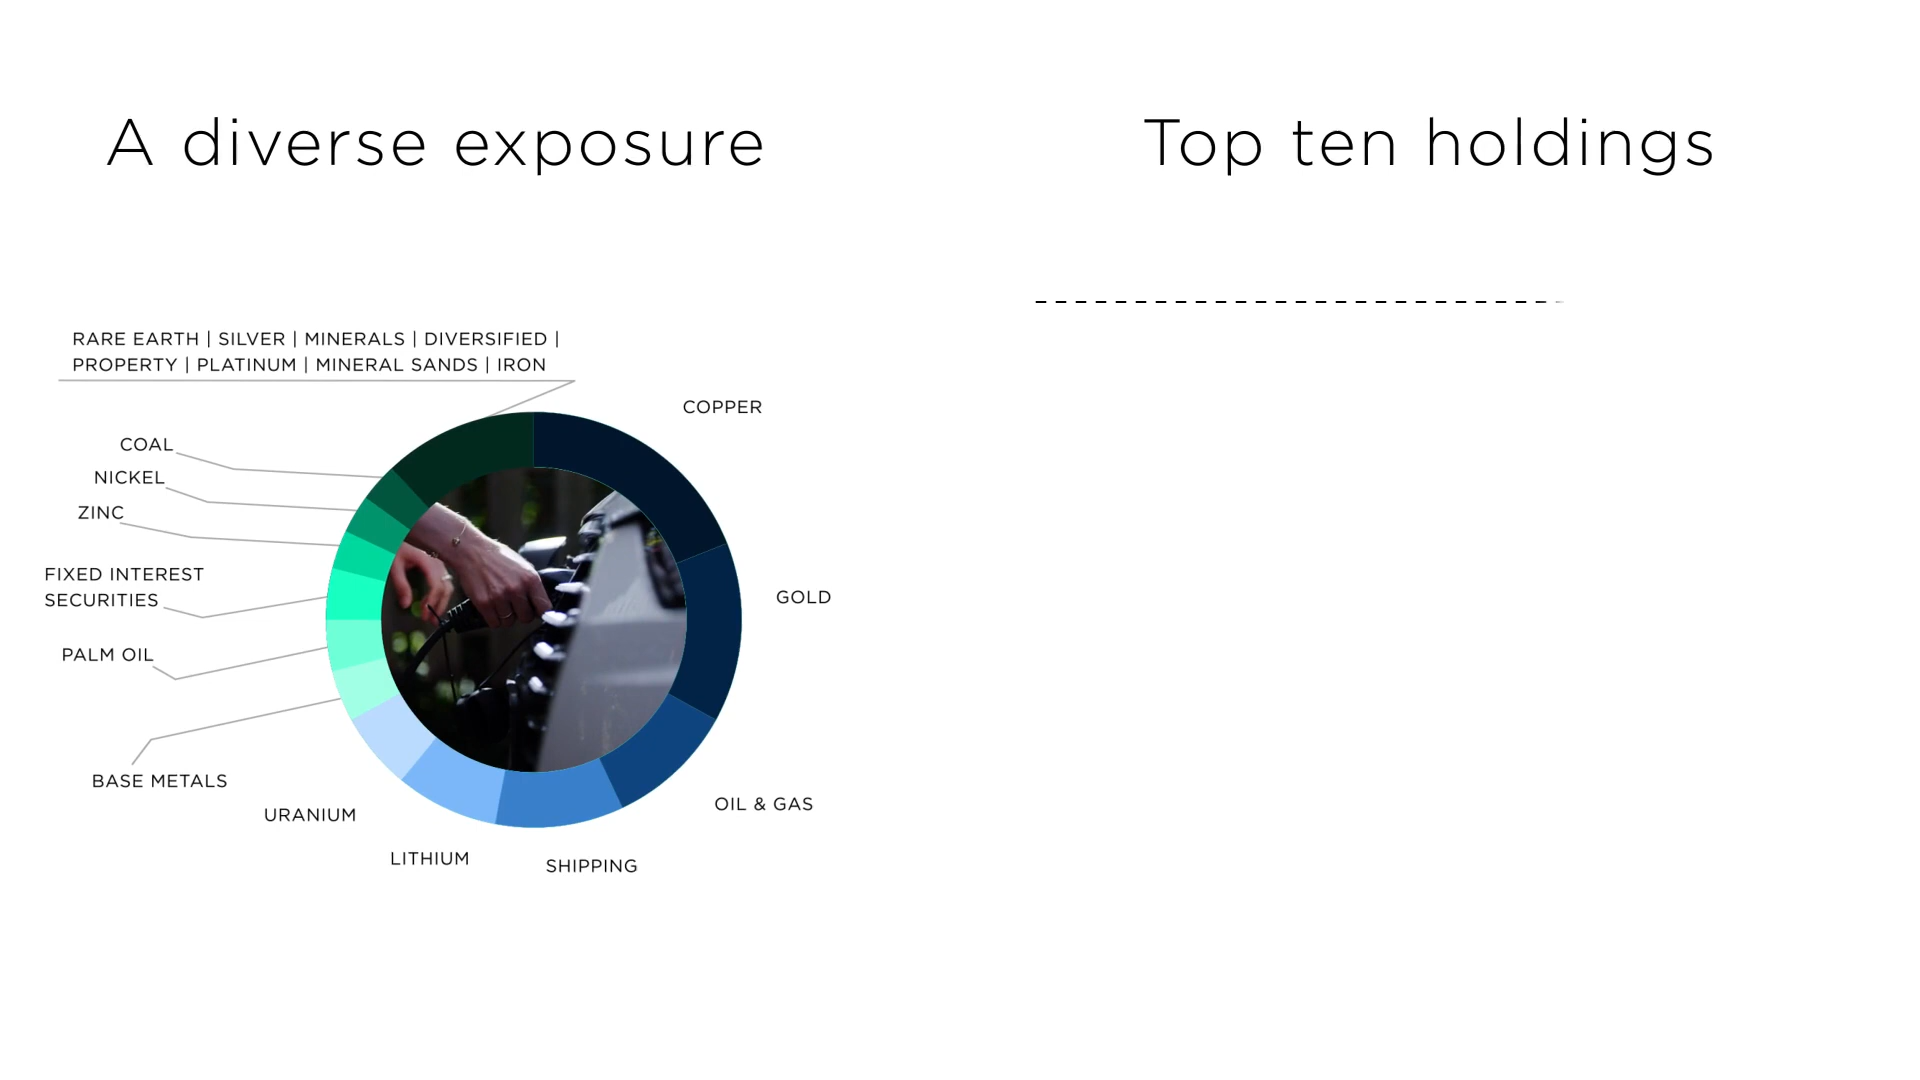 A diverse exposure
Top ten holdings
RARE EARTH | SILVER | MINERALS | DIVERSIFIED |
PROPERTY | PLATINUM | MINERAL SANDS | IRON
COPPER
COAL
NICKEL
ZINC
FIXED INTEREST
SECURITIES
GOLD
PALM OIL
BASE METALS
OIL & GAS
URANIUM
LITHIUM
SHIPPING